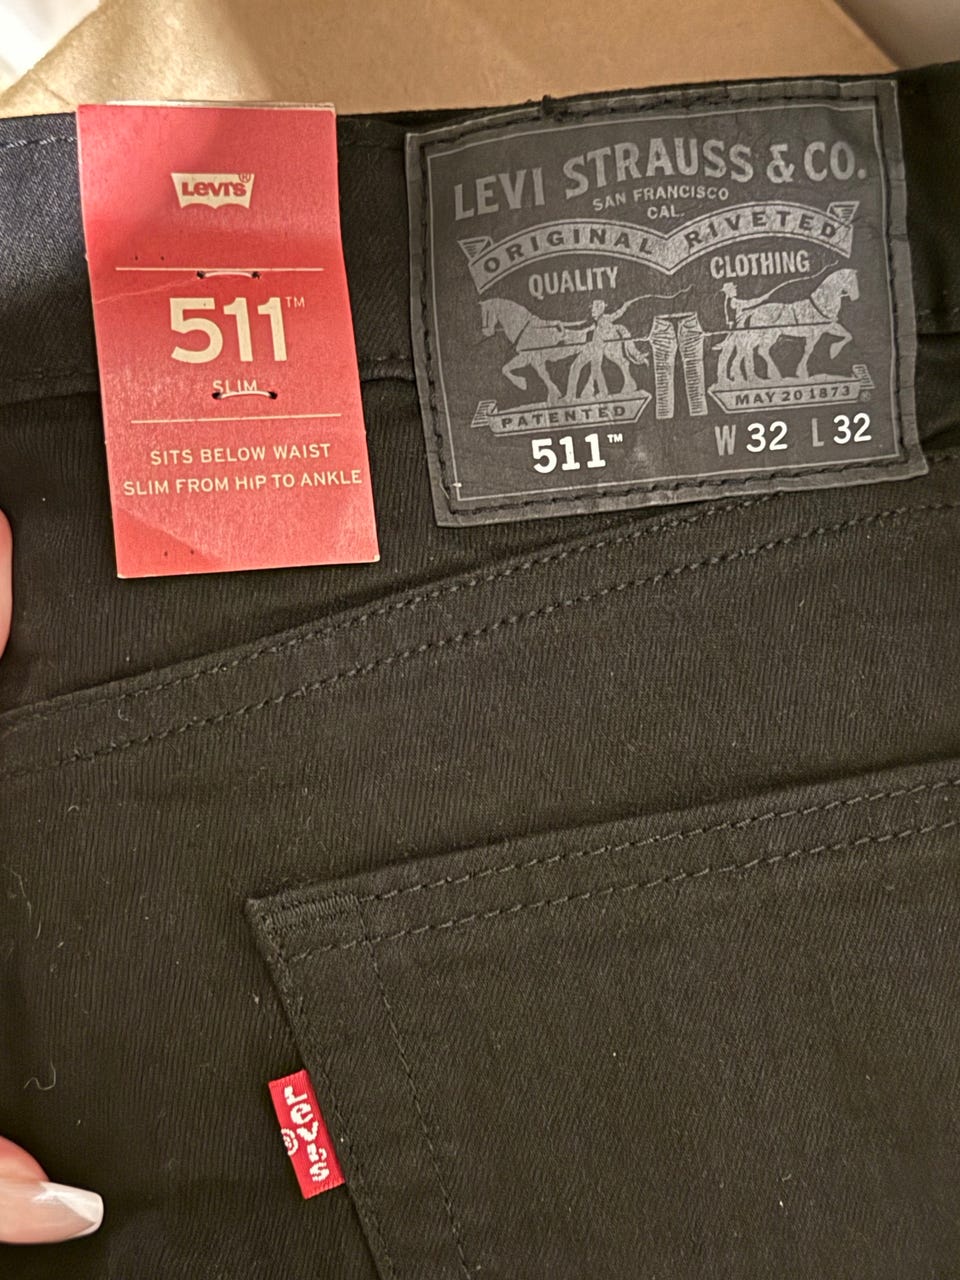 Levi's®
511™
SLIM
SITS BELOW WAIST
SLIM FROM HIP TO ANKLE
LEVI STRAUSS & CO.
SAN FRANCISCO
CAL.
ORIGINAL RIVETED
QUALITY CLOTHING
PATENTED MAY 20 1873
511™ W 32 L 32
LEVI'S
®